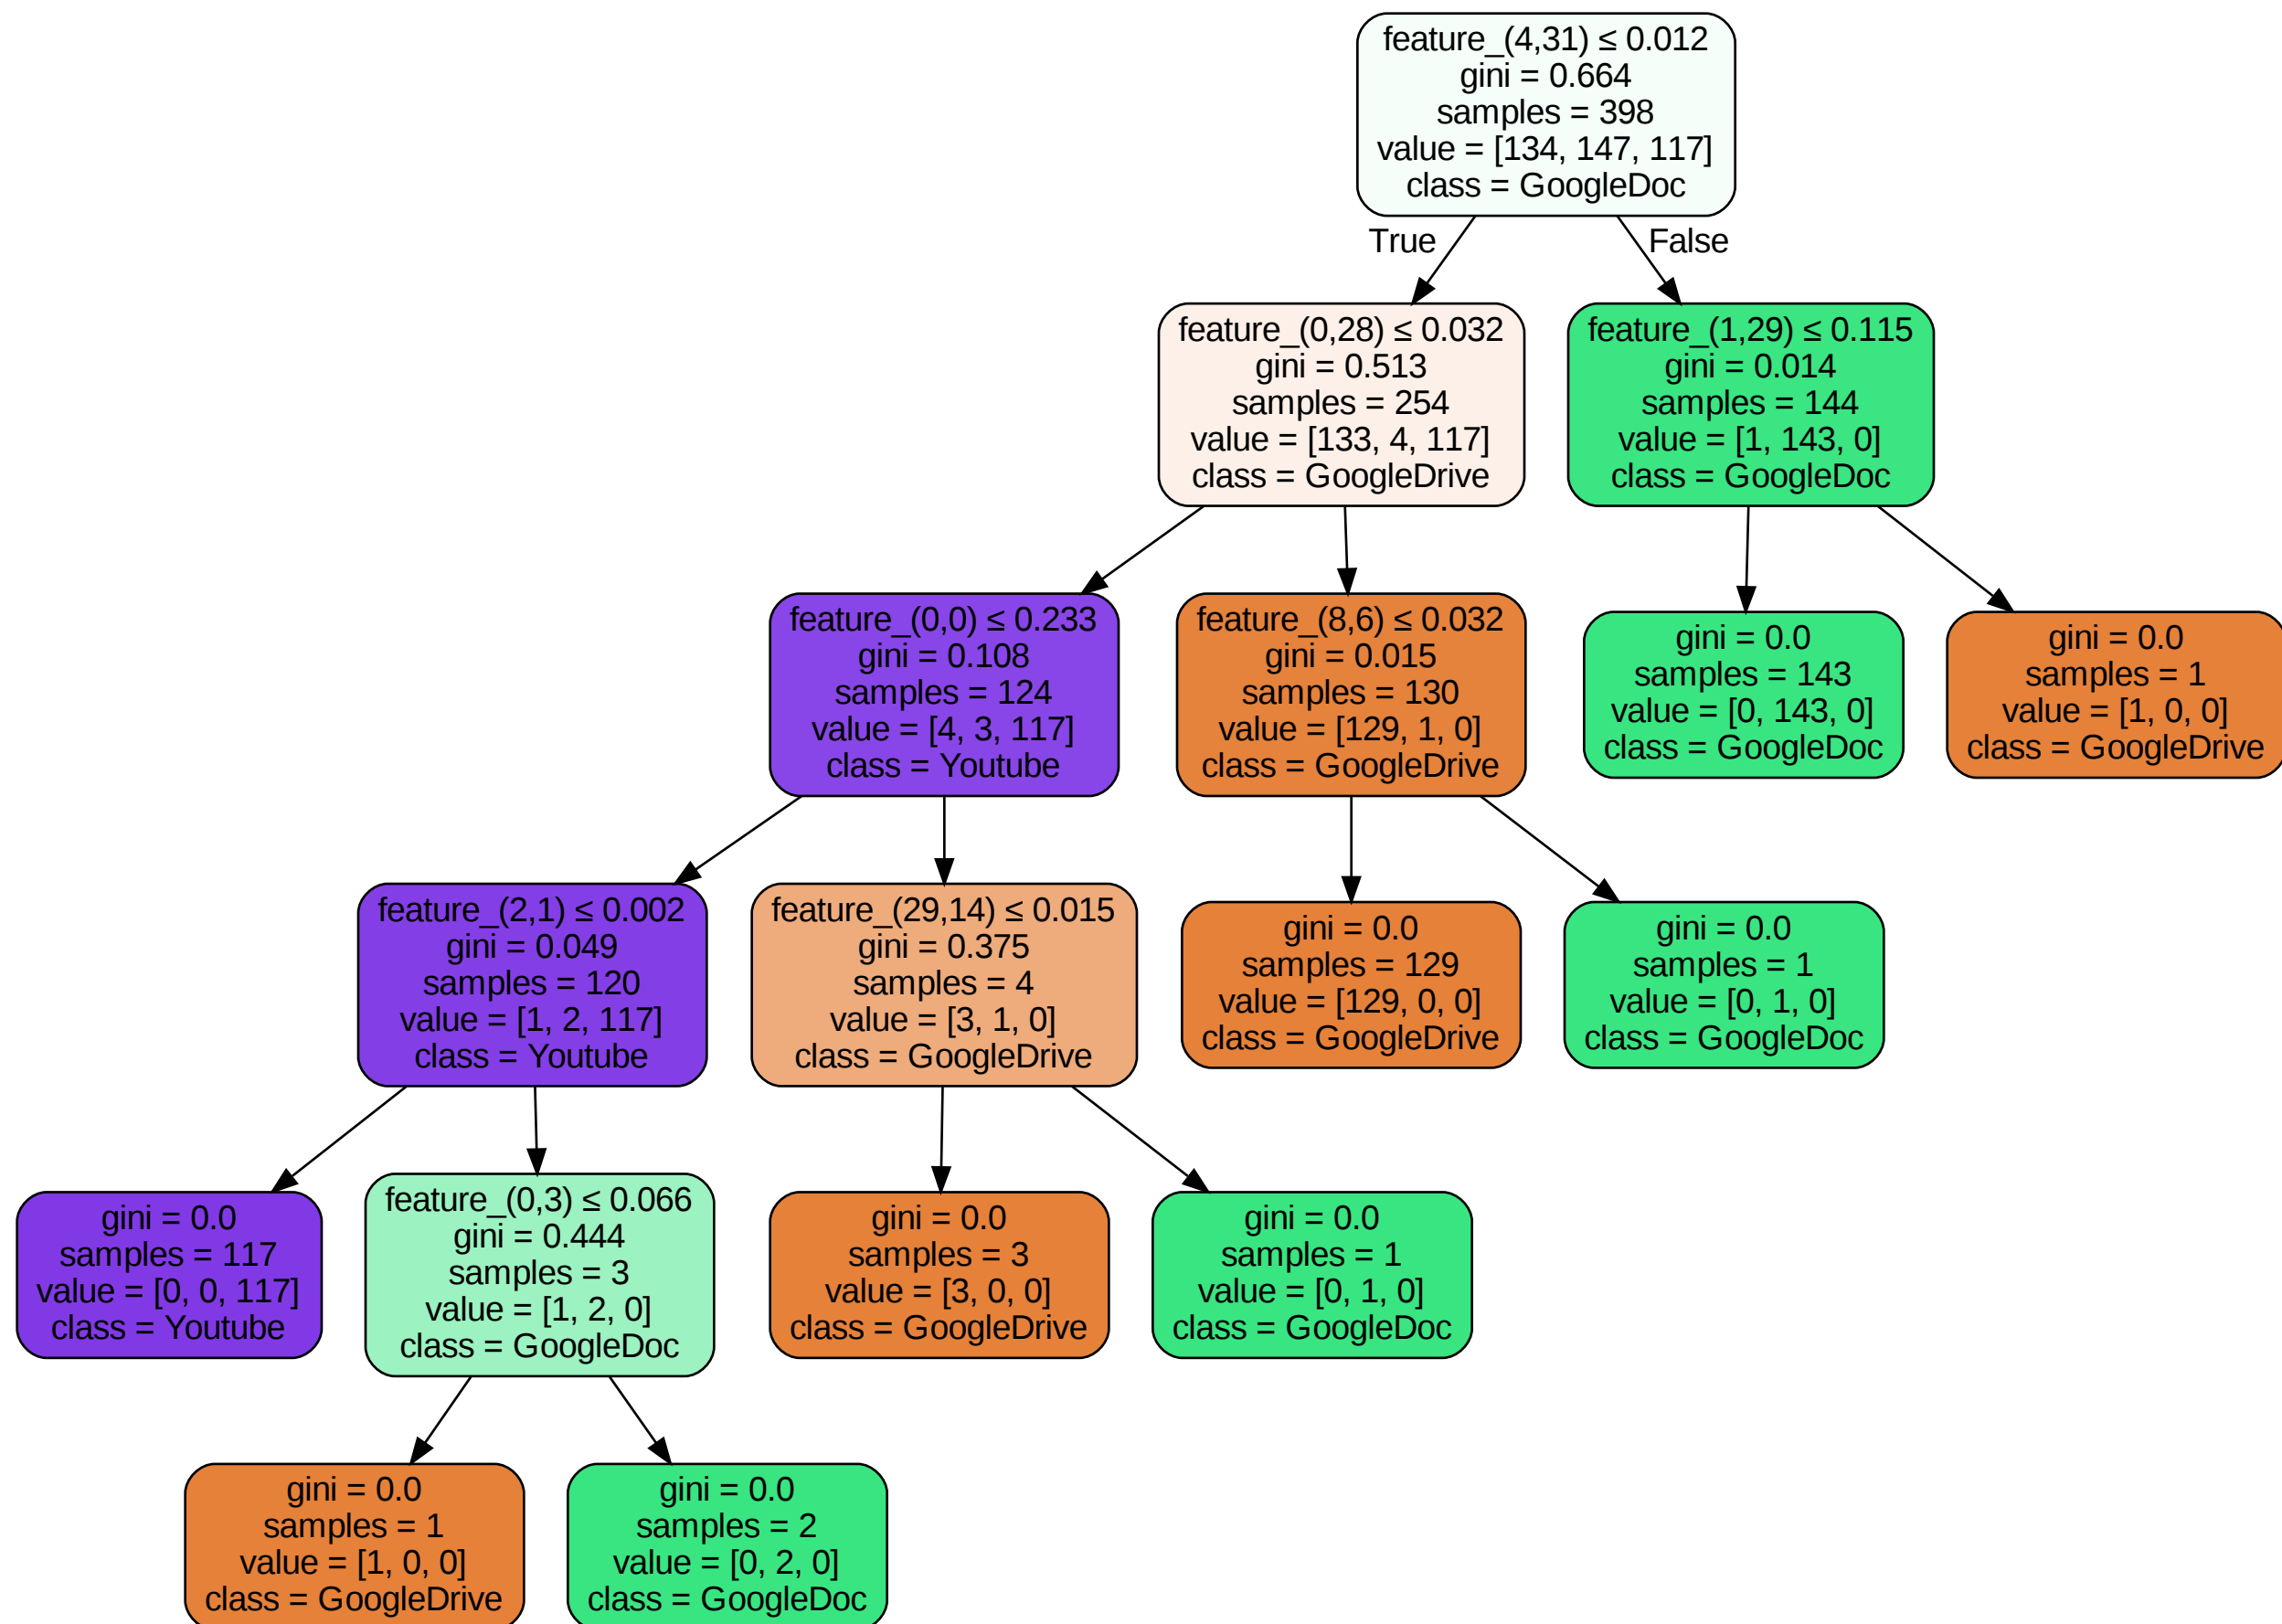 feature_(4,31) ≤ 0.012
gini = 0.664
samples = 398
value = [134, 147, 117]
class = GoogleDoc
True
False
feature_(0,28) ≤ 0.032
gini = 0.513
samples = 254
value = [133, 4, 117]
class = GoogleDrive
feature_(1,29) ≤ 0.115
gini = 0.014
samples = 144
value = [1, 143, 0]
class = GoogleDoc
feature_(0,0) ≤ 0.233
gini = 0.108
samples = 124
value = [4, 3, 117]
class = Youtube
feature_(8,6) ≤ 0.032
gini = 0.015
samples = 130
value = [129, 1, 0]
class = GoogleDrive
gini = 0.0
samples = 143
value = [0, 143, 0]
class = GoogleDoc
gini = 0.0
samples = 1
value = [1, 0, 0]
class = GoogleDrive
feature_(2,1) ≤ 0.002
gini = 0.049
samples = 120
value = [1, 2, 117]
class = Youtube
feature_(29,14) ≤ 0.015
gini = 0.375
samples = 4
value = [3, 1, 0]
class = GoogleDrive
gini = 0.0
samples = 129
value = [129, 0, 0]
class = GoogleDrive
gini = 0.0
samples = 1
value = [0, 1, 0]
class = GoogleDoc
gini = 0.0
samples = 117
value = [0, 0, 117]
class = Youtube
feature_(0,3) ≤ 0.066
gini = 0.444
samples = 3
value = [1, 2, 0]
class = GoogleDoc
gini = 0.0
samples = 3
value = [3, 0, 0]
class = GoogleDrive
gini = 0.0
samples = 1
value = [0, 1, 0]
class = GoogleDoc
gini = 0.0
samples = 1
value = [1, 0, 0]
class = GoogleDrive
gini = 0.0
samples = 2
value = [0, 2, 0]
class = GoogleDoc